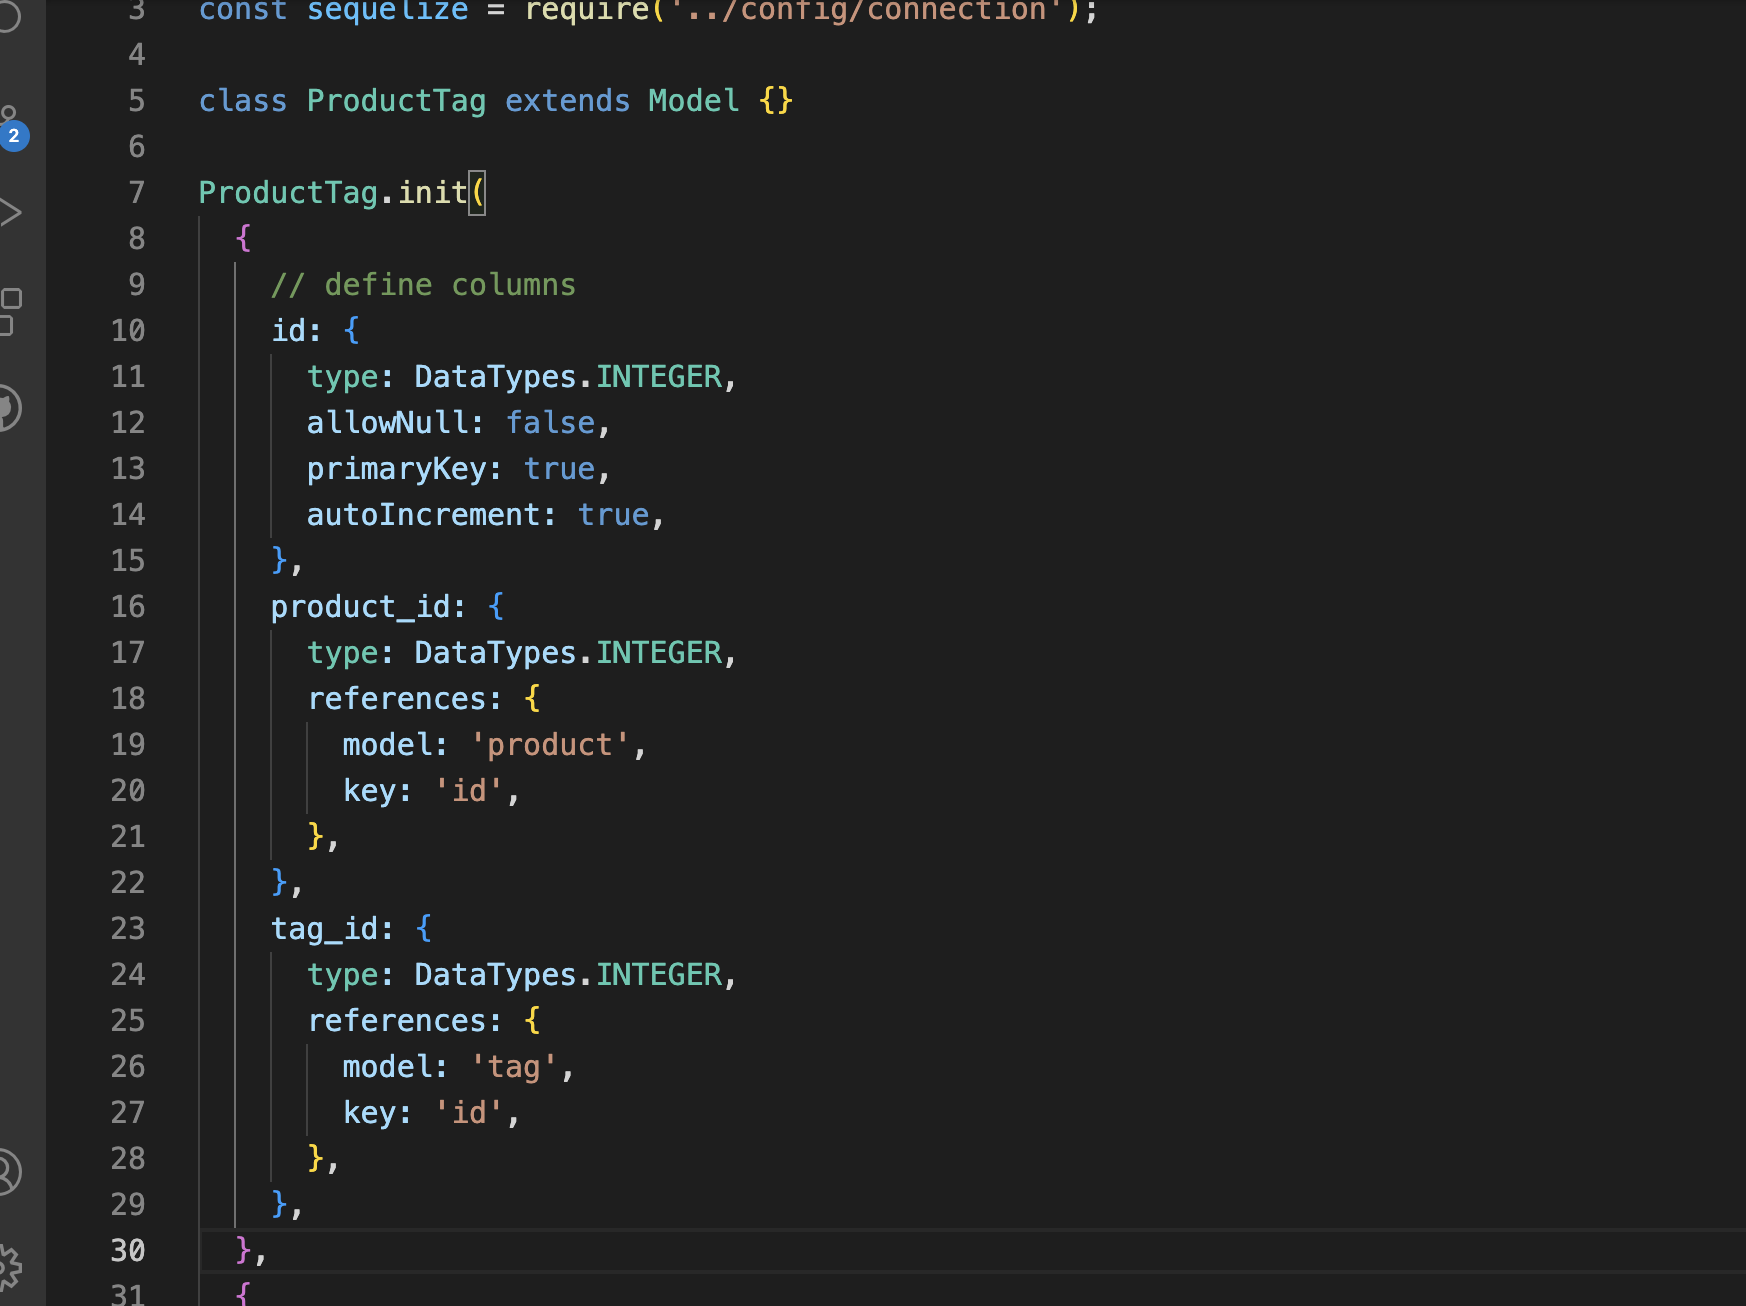 3 const sequelize = require('../config/connection');
4
5 class ProductTag extends Model {}
6
7 ProductTag.init(
8 {
9 // define columns
10 id: {
11 type: DataTypes.INTEGER,
12 allowNull: false,
13 primaryKey: true,
14 autoIncrement: true,
15 },
16 product_id: {
17 type: DataTypes.INTEGER,
18 references: {
19 model: 'product',
20 key: 'id',
21 },
22 },
23 tag_id: {
24 type: DataTypes.INTEGER,
25 references: {
26 model: 'tag',
27 key: 'id',
28 },
29 },
30 },
31 {
2